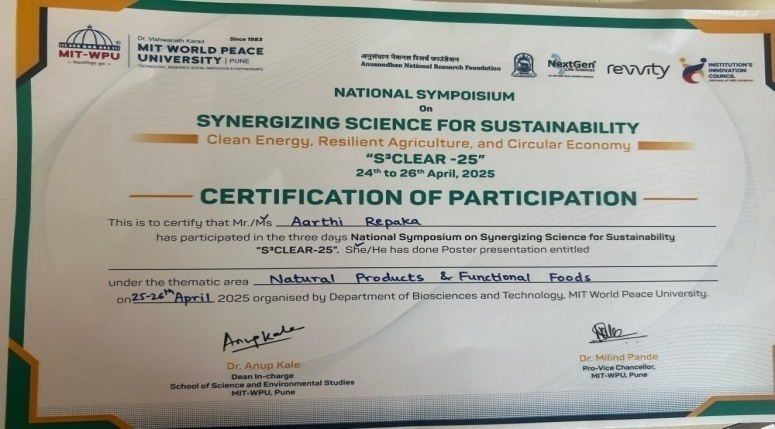 Dr. Vishwanath Karad
Since 1983
MIT-WPU
MIT WORLD PEACE
UNIVERSITY | PUNE
TECHNOLOGY, RESEARCH, SOCIAL INNOVATION & PARTNERSHIPS
अनुसंधान नेशनल रिसर्च फाउंडेशन
Anusandhan National Research Foundation
NextGen
Life Sciences
revvity
INSTITUTION'S
INNOVATION
COUNCIL
NATIONAL SYMPOISIUM
On
SYNERGIZING SCIENCE FOR SUSTAINABILITY
Clean Energy, Resilient Agriculture, and Circular Economy
“S³CLEAR -25”
24th to 26th April, 2025
CERTIFICATION OF PARTICIPATION
This is to certify that Mr./Ms Aarthi Repaka
has participated in the three days National Symposium on Synergizing Science for Sustainability
“S³CLEAR-25”. She/He has done Poster presentation entitled
under the thematic area Natural Products & Functional Foods
on 25-26th April 2025 organised by Department of Biosciences and Technology, MIT World Peace University.
Anupkale
Dr. Anup Kale
Dean In-charge
School of Science and Environmental Studies
MIT-WPU, Pune
Dr. Milind Pande
Pro-Vice Chancellor,
MIT-WPU, Pune